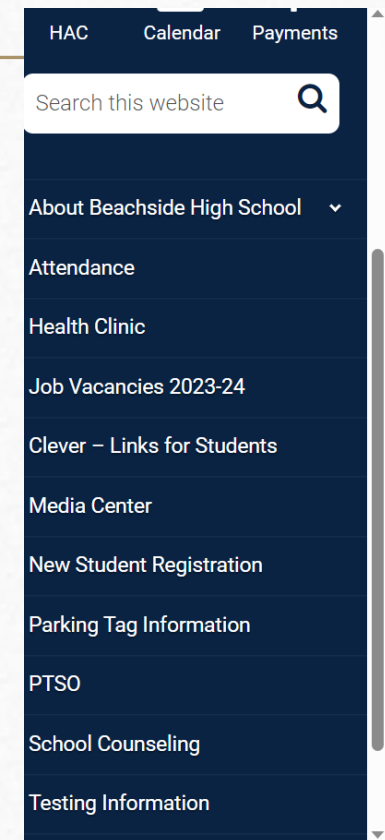 HAC Calendar Payments
Search this website
About Beachside High School
Attendance
Health Clinic
Job Vacancies 2023-24
Clever – Links for Students
Media Center
New Student Registration
Parking Tag Information
PTSO
School Counseling
Testing Information